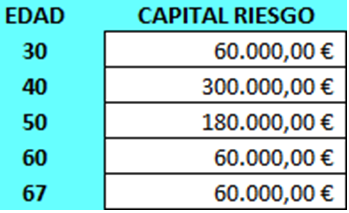 EDAD CAPITAL RIESGO
30 60.000,00 €
40 300.000,00 €
50 180.000,00 €
60 60.000,00 €
67 60.000,00 €